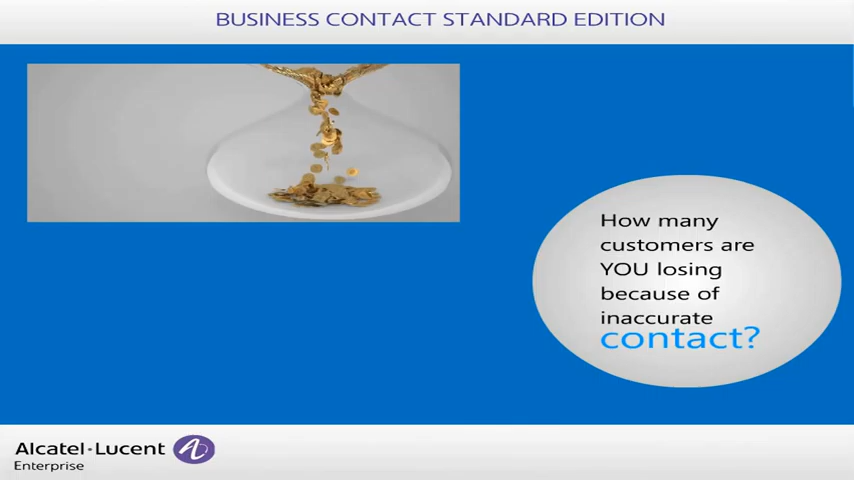 BUSINESS CONTACT STANDARD EDITION
How many
customers are
YOU losing
because of
inaccurate
contact?
Alcatel·Lucent
Enterprise